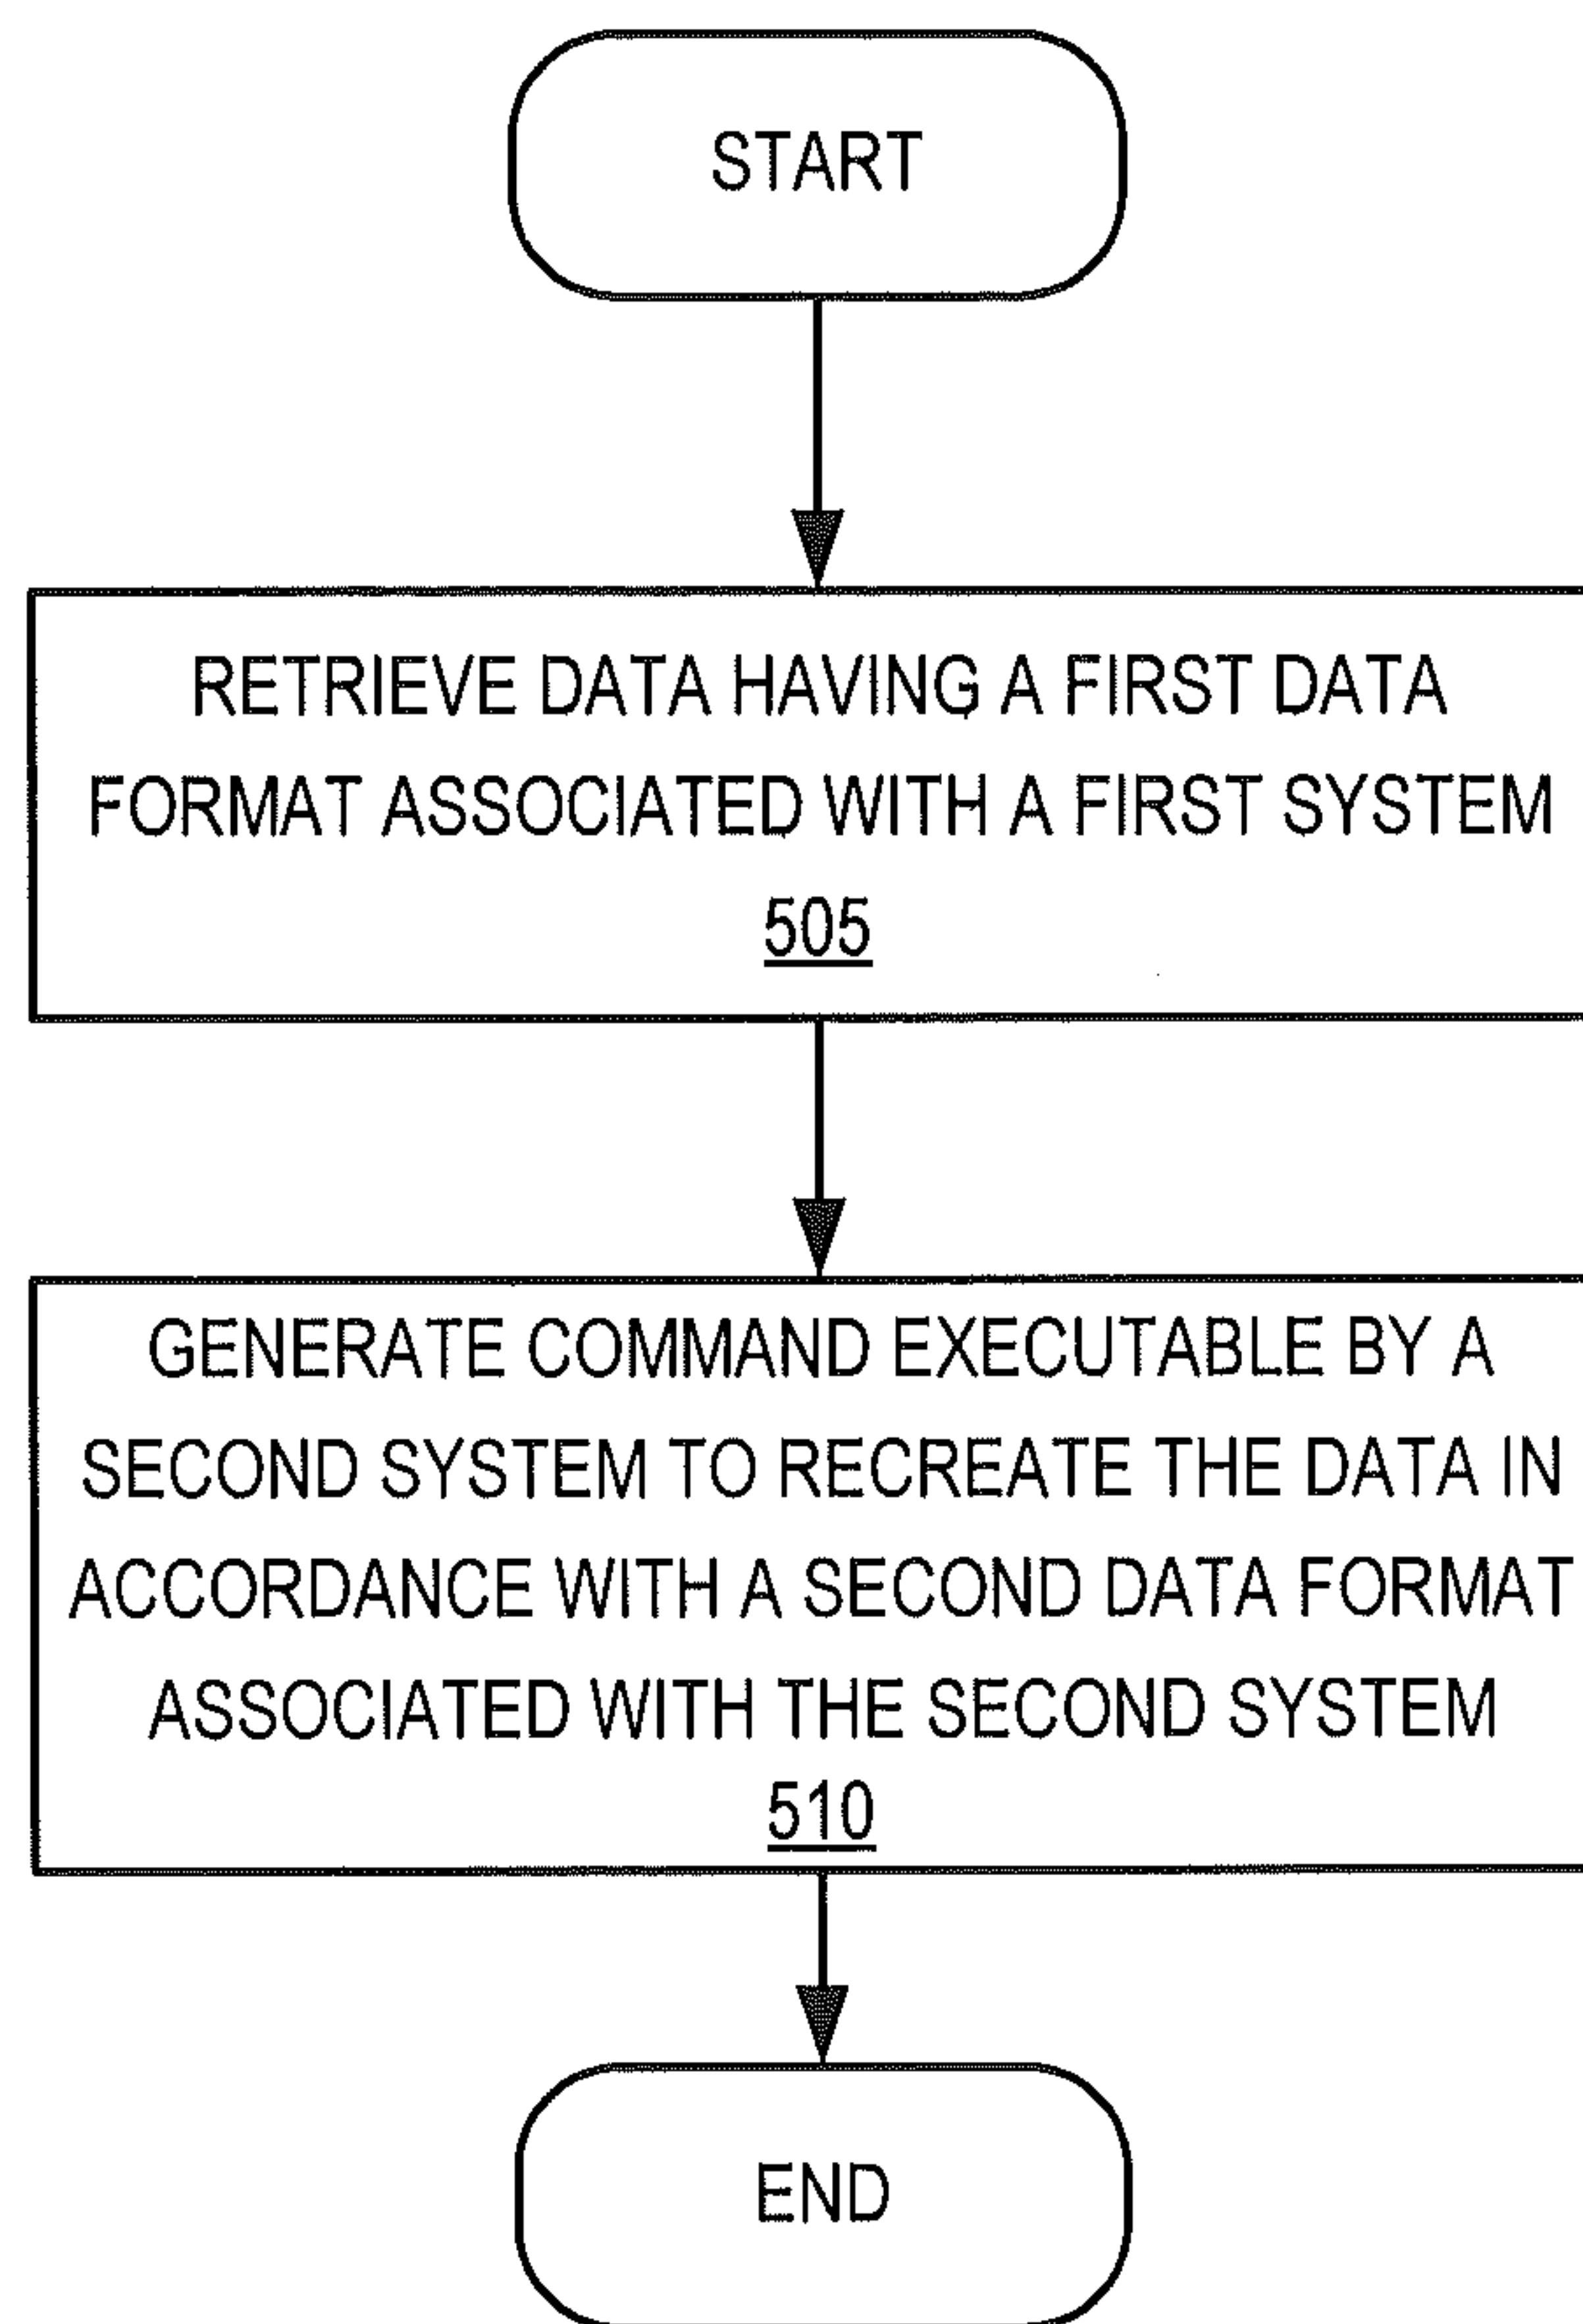 START
RETRIEVE DATA HAVING A FIRST DATA
FORMAT ASSOCIATED WITH A FIRST SYSTEM
505
GENERATE COMMAND EXECUTABLE BY A
SECOND SYSTEM TO RECREATE THE DATA IN
ACCORDANCE WITH A SECOND DATA FORMAT
ASSOCIATED WITH THE SECOND SYSTEM
510
END